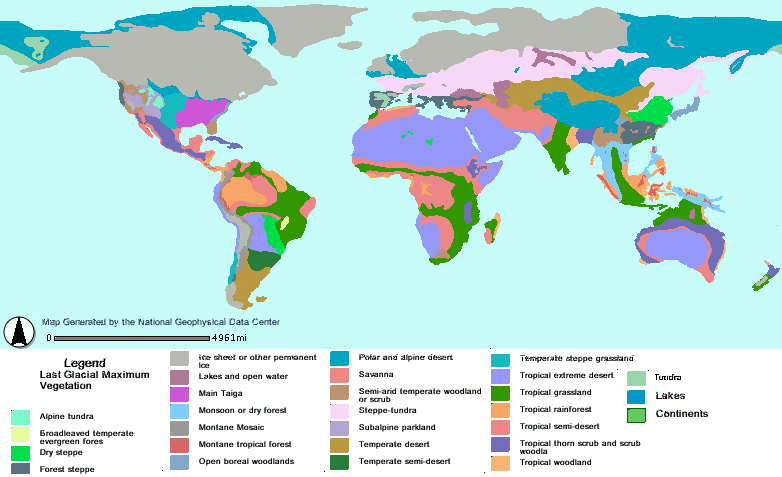 Map Generated by the National Geophysical Data Center
0 4961mi
Legend
Last Glacial Maximum
Vegetation
Alpine tundra
Broadleaved temperate
evergreen fores
Dry steppe
Forest steppe
Ice sheet or other permanent
ice
Lakes and open water
Main Taiga
Monsoon or dry forest
Montane Mosaic
Montane tropical forest
Open boreal woodlands
Polar and alpine desert
Savanna
Semi-arid temperate woodland
or scrub
Steppe-tundra
Subalpine parkland
Temperate desert
Temperate semi-desert
Temperate steppe grassland
Tropical extreme desert
Tropical grassland
Tropical rainforest
Tropical semi-desert
Tropical thorn scrub and scrub
woodla
Tropical woodland
Tundra
Lakes
Continents